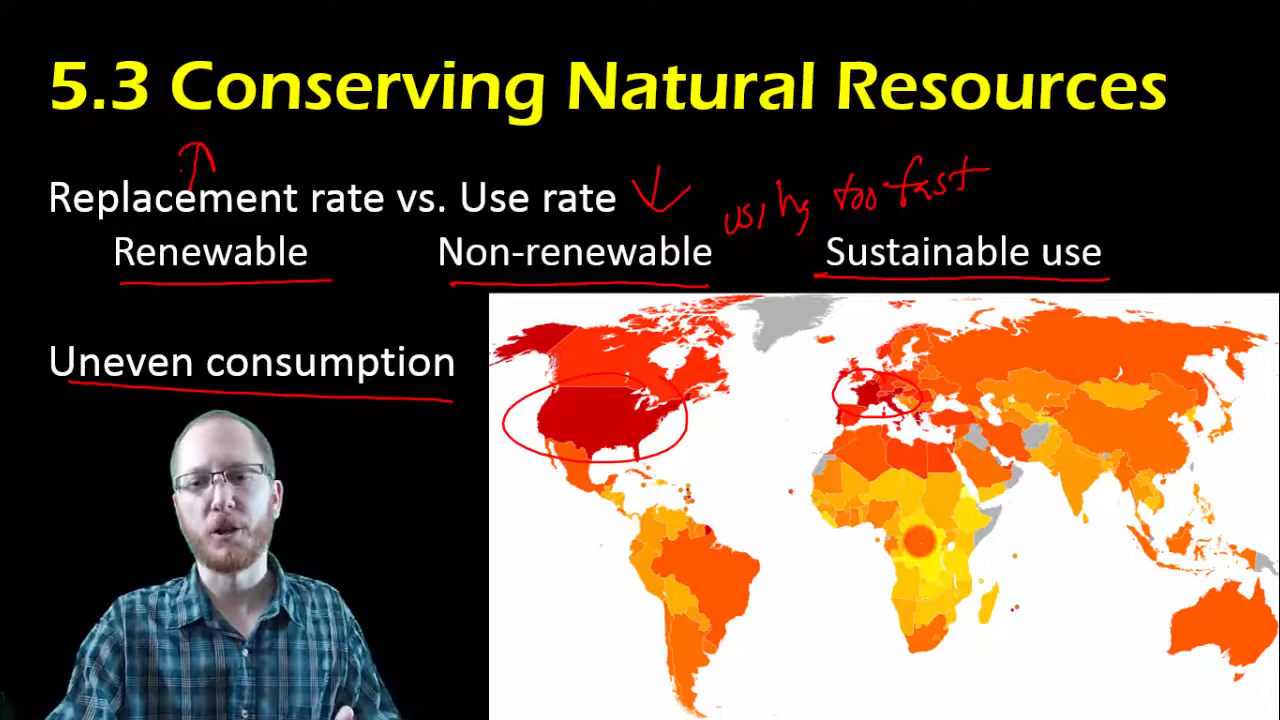 5.3 Conserving Natural Resources
Replacement rate vs. Use rate
using too fast
Renewable Non-renewable Sustainable use
Uneven consumption